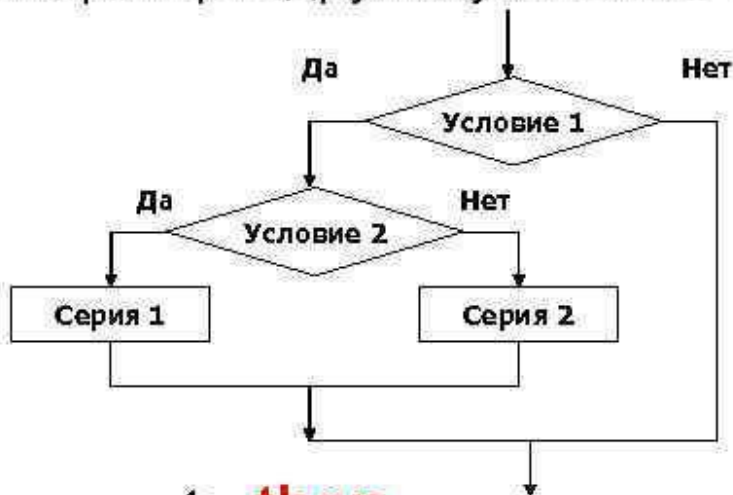 Да
Нет
Условие 1
Да
Нет
Условие 2
Серия 1
Серия 2